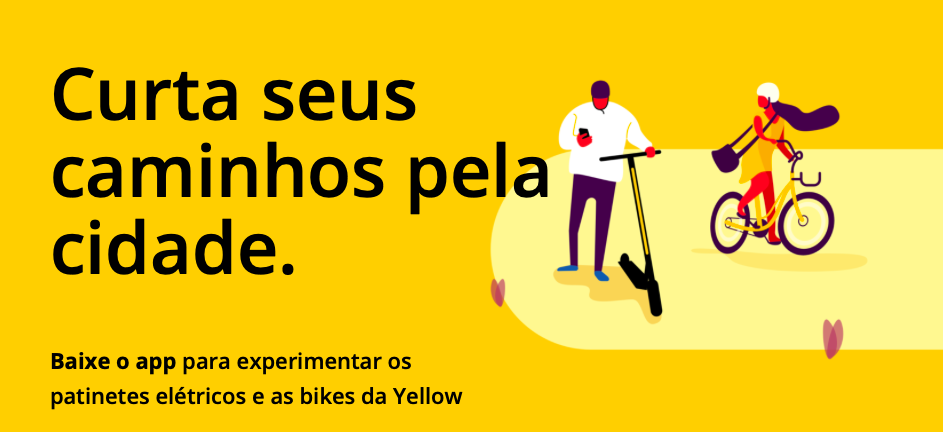 Curta seus
caminhos pela
cidade.
Baixe o app para experimentar os
patinetes elétricos e as bikes da Yellow